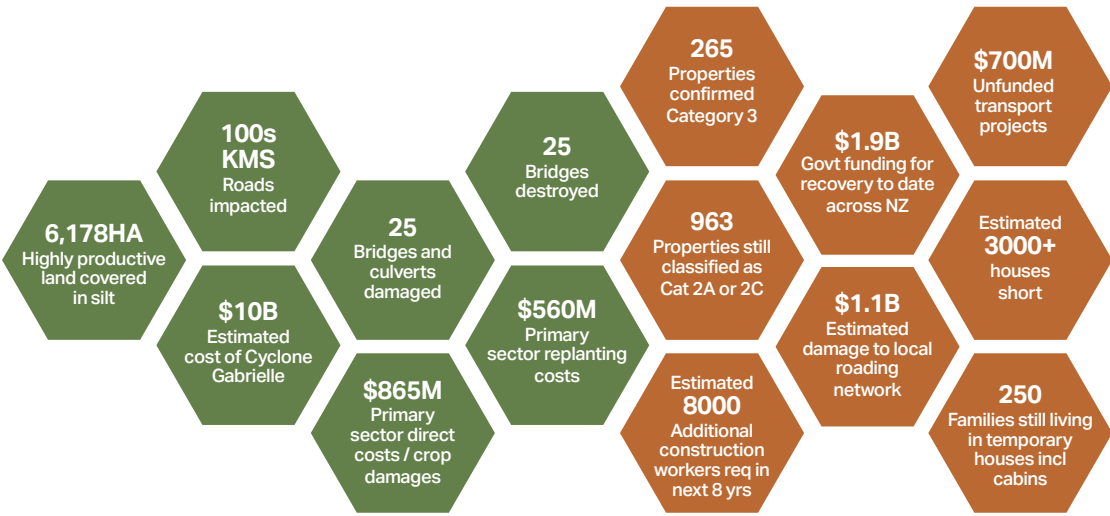 6,178HA
Highly productive
land covered
in silt
100s
KMS
Roads
impacted
$10B
Estimated
cost of Cyclone
Gabrielle
25
Bridges and
culverts
damaged
$865M
Primary
sector direct
costs / crop
damages
25
Bridges
destroyed
$560M
Primary
sector replanting
costs
265
Properties
confirmed
Category 3
963
Properties still
classified as
Cat 2A or 2C
Estimated
8000
Additional
construction
workers req in
next 8 yrs
$1.9B
Govt funding for
recovery to date
across NZ
$1.1B
Estimated
damage to local
roading
network
$700M
Unfunded
transport
projects
Estimated
3000+
houses
short
250
Families still living
in temporary
houses incl
cabins